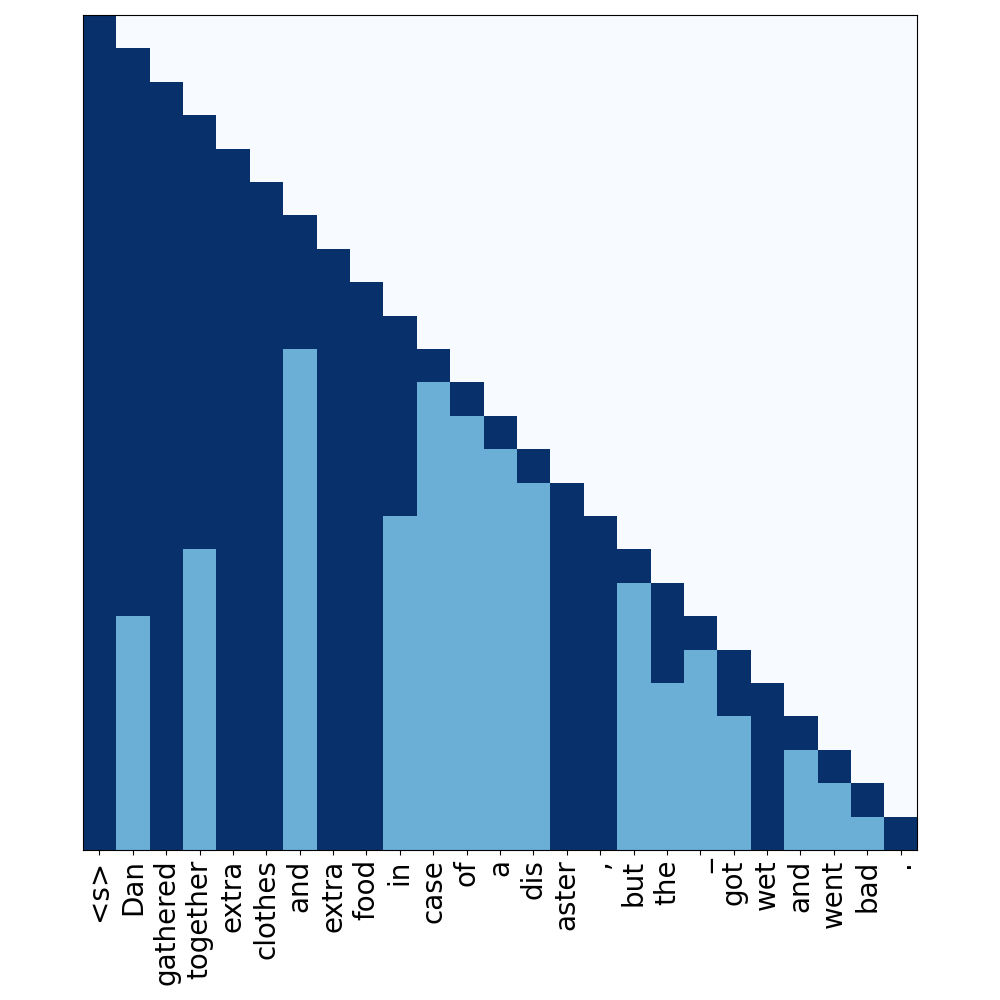 <s> Dan gathered together extra clothes and extra food in case of a dis aster , but the _ got wet and went bad .